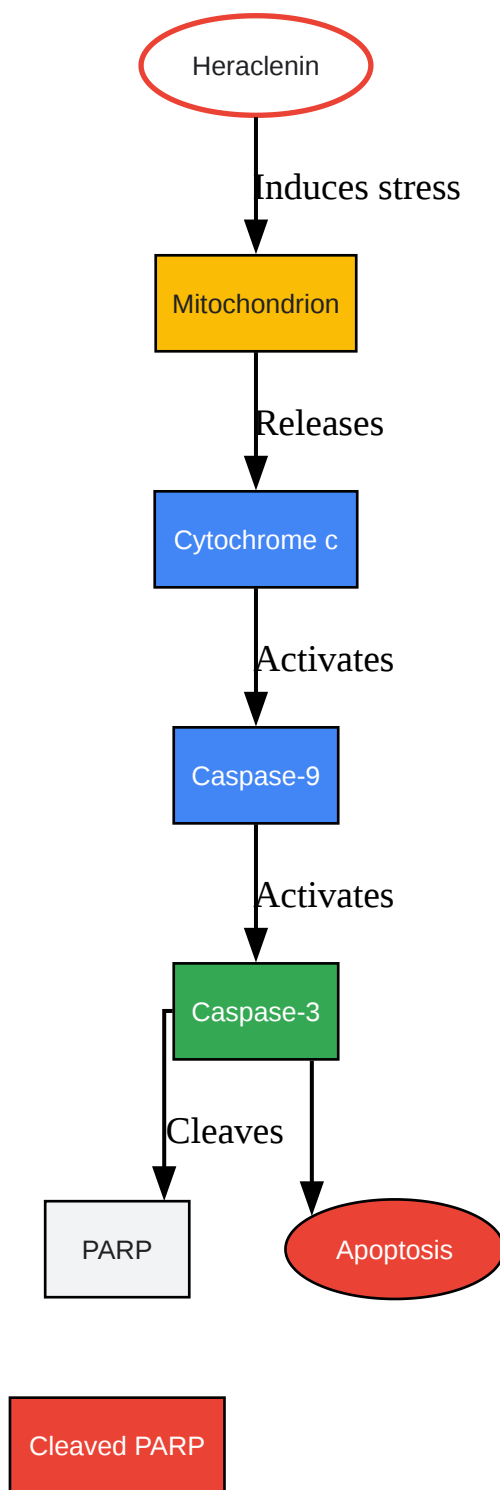 Heraclenin
Induces stress
Mitochondrion
Releases
Cytochrome c
Activates
Caspase-9
Activates
Caspase-3
Cleaves
PARP
Apoptosis
Cleaved PARP